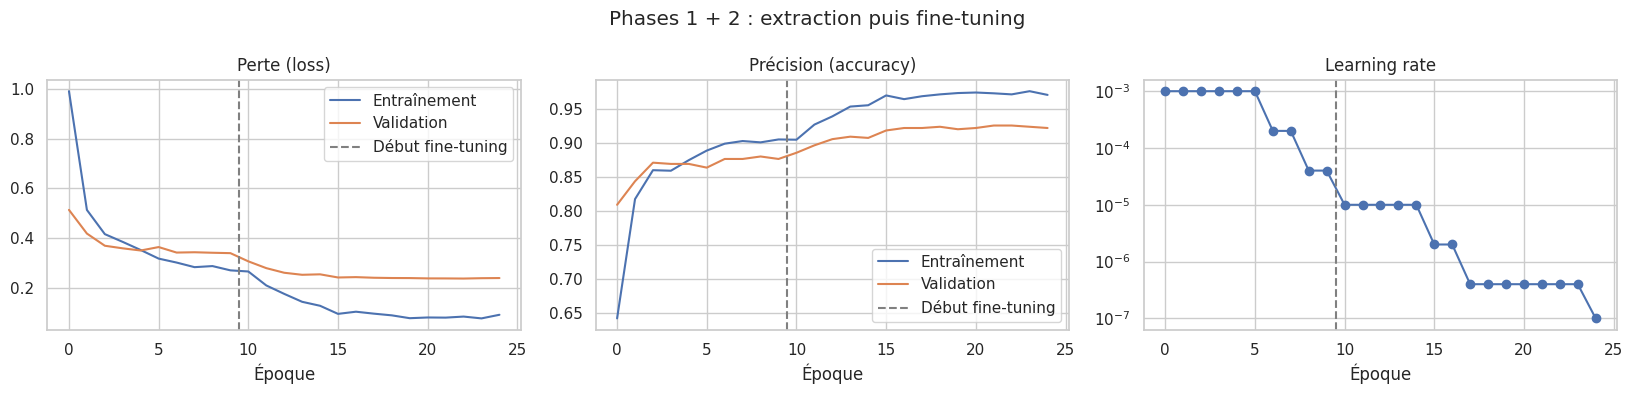 Phases 1 + 2 : extraction puis fine-tuning
Perte (loss)
1.0
0.8
0.6
0.4
0.2
Entraînement
Validation
Début fine-tuning
0 5 10 15 20 25
Époque
Précision (accuracy)
0.95
0.90
0.85
0.80
0.75
0.70
0.65
Entraînement
Validation
Début fine-tuning
0 5 10 15 20 25
Époque
Learning rate
10⁻³
10⁻⁴
10⁻⁵
10⁻⁶
10⁻⁷
0 5 10 15 20 25
Époque